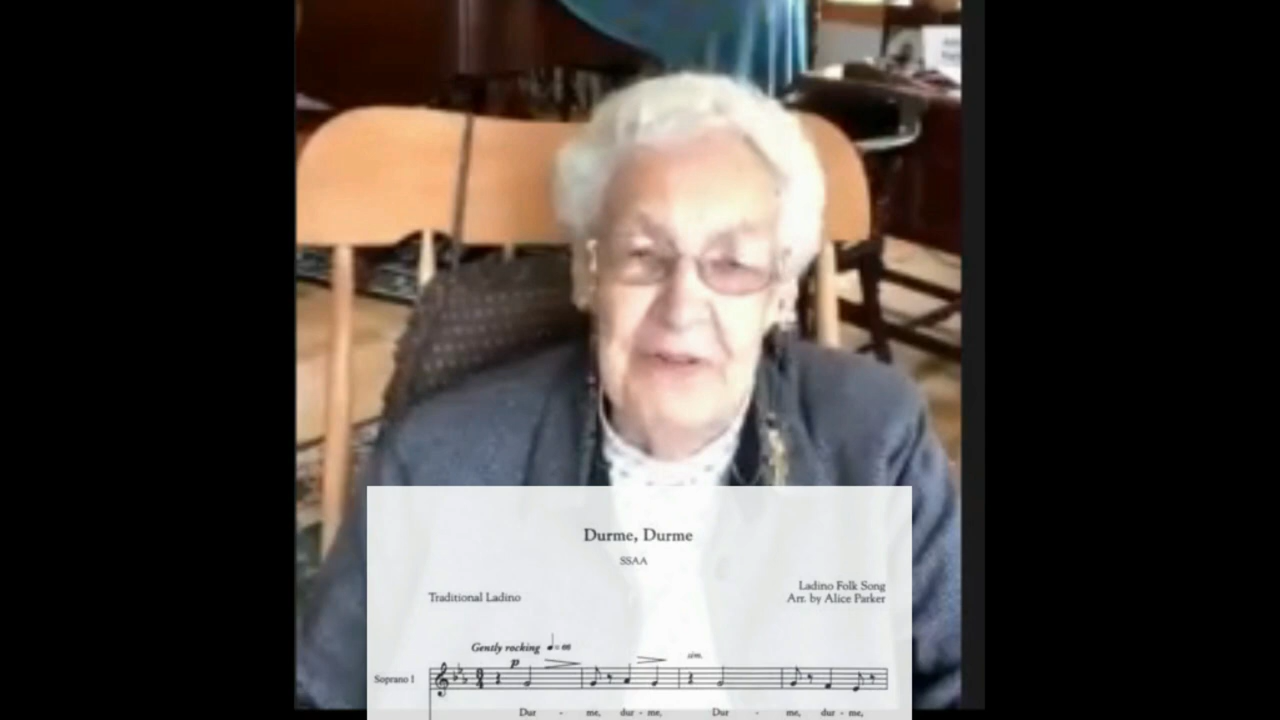 Durme, Durme
SSAA
Traditional Ladino
Ladino Folk Song
Arr. by Alice Parker
Gently rocking
p
sim.
Soprano I
Dur - me, dur - me, Dur - me, dur - me,